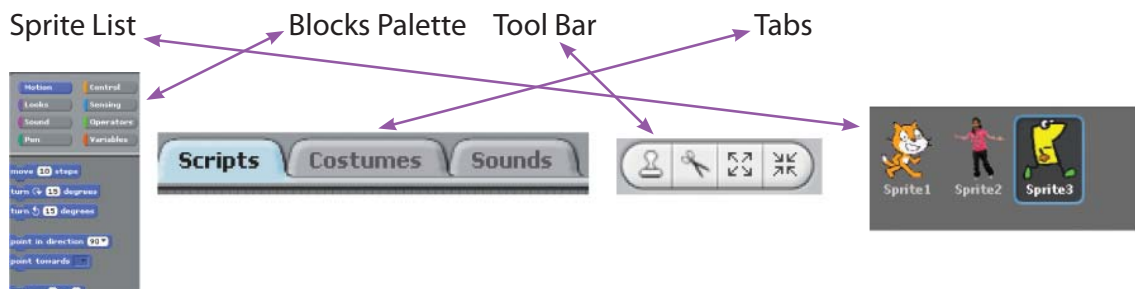 Sprite List Blocks Palette Tool Bar Tabs
Motion Control
Looks Sensing
Sound Operators
Pen Variables
move 10 steps
turn 15 degrees
turn 15 degrees
point in direction 90
point towards
Scripts Costumes Sounds
Sprite1 Sprite2 Sprite3